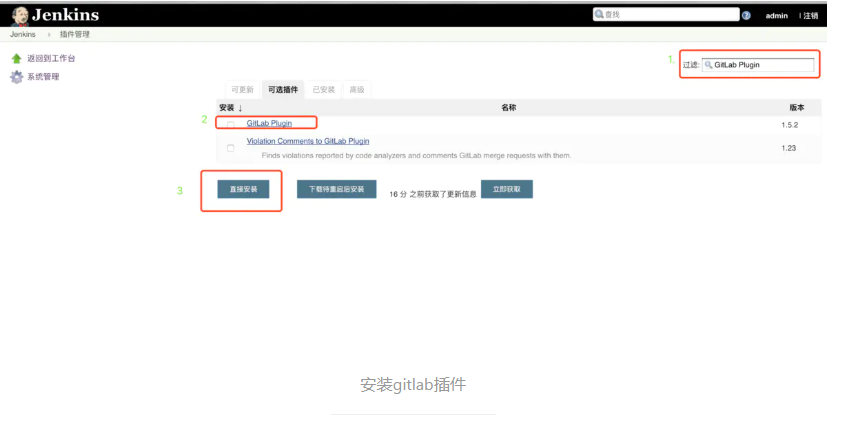 Jenkins
查找
admin
注销
Jenkins
插件管理
返回到工作台
系统管理
1.
过滤:
GitLab Plugin
可更新
可选插件
已安装
高级
安装 ↓
名称
版本
2
GitLab Plugin
1.5.2
Violation Comments to GitLab Plugin
1.23
Finds violations reported by code analyzers and comments GitLab merge requests with them.
3
直接安装
下载待重启后安装
16 分 之前获取了更新信息
立即获取
安装gitlab插件